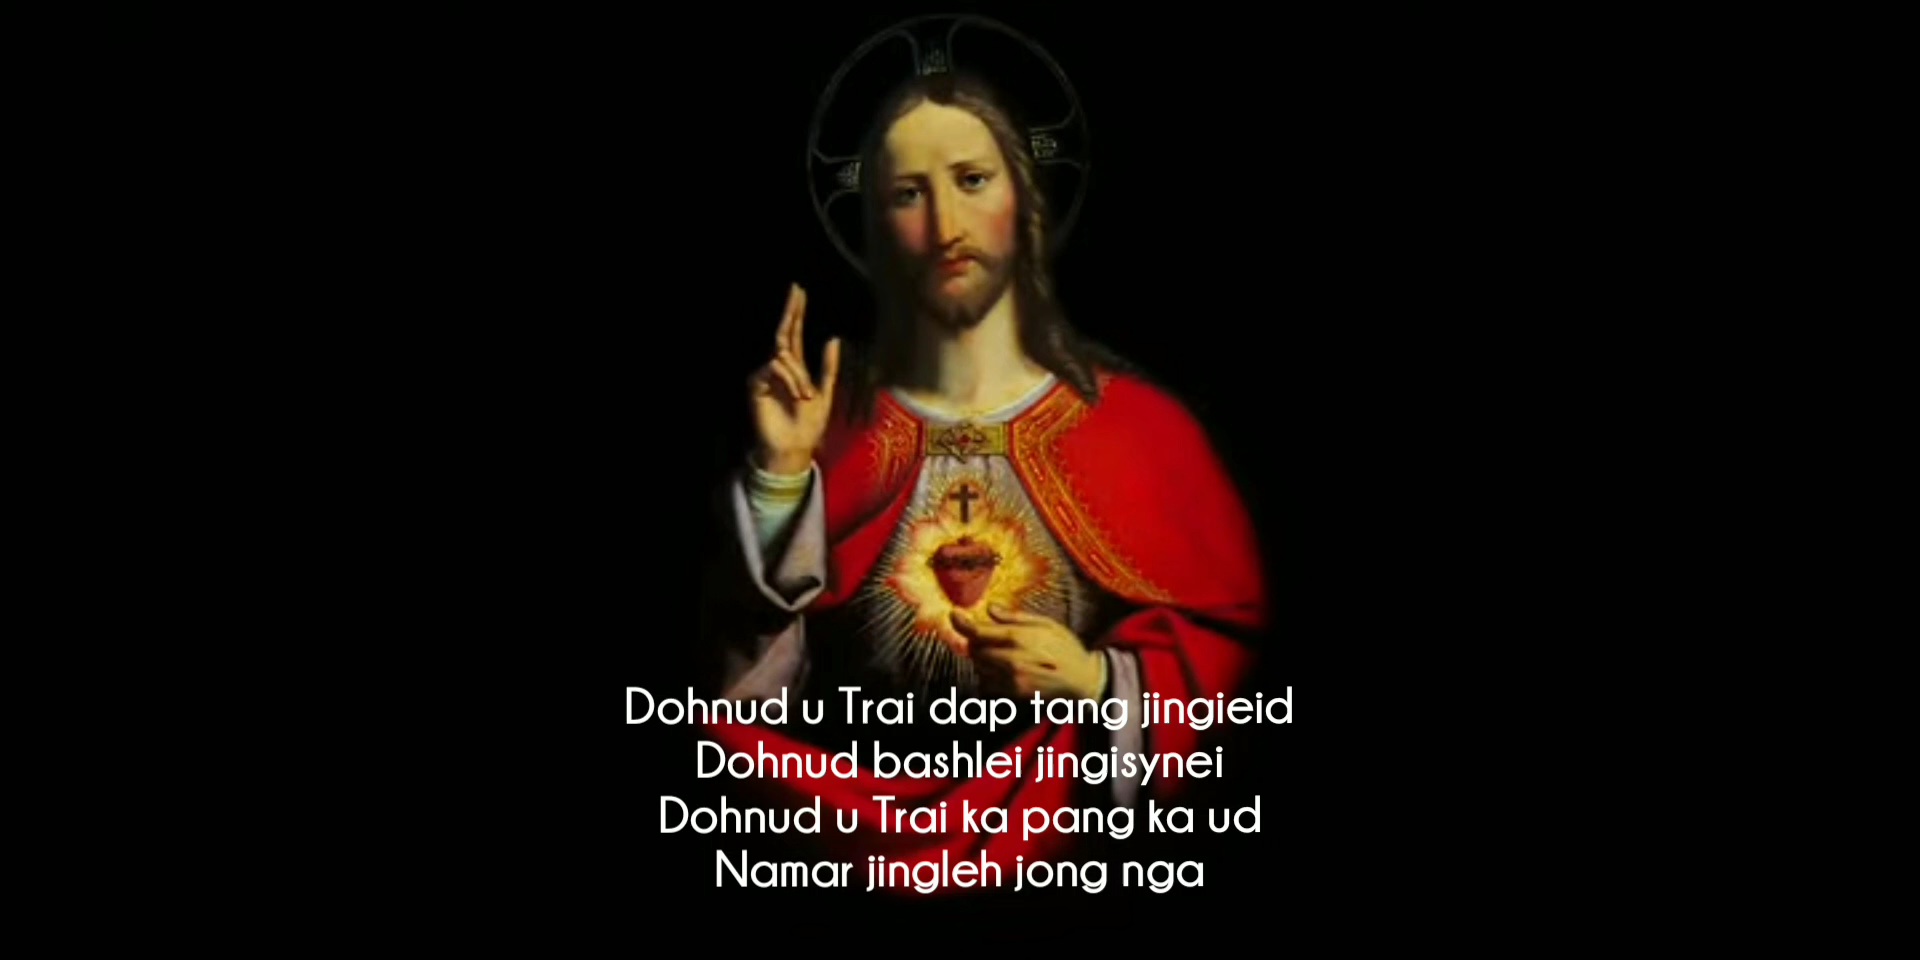 Dohnud u Trai dap tang jingieid
Dohnud bashlei jingisynei
Dohnud u Trai ka pang ka ud
Namar jingleh jong nga